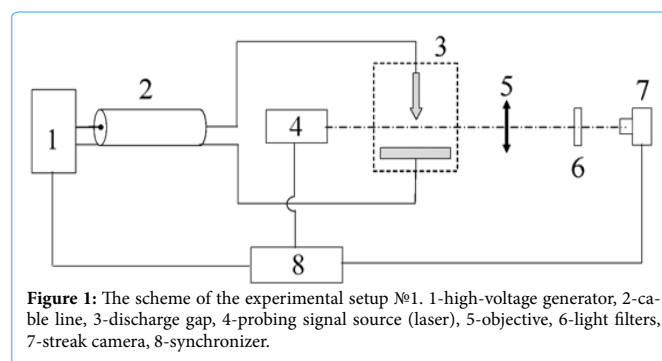 3
2
5
7
1
4
6
8
Figure 1: The scheme of the experimental setup №1. 1-high-voltage generator, 2-ca-
ble line, 3-discharge gap, 4-probing signal source (laser), 5-objective, 6-light filters,
7-streak camera, 8-synchronizer.